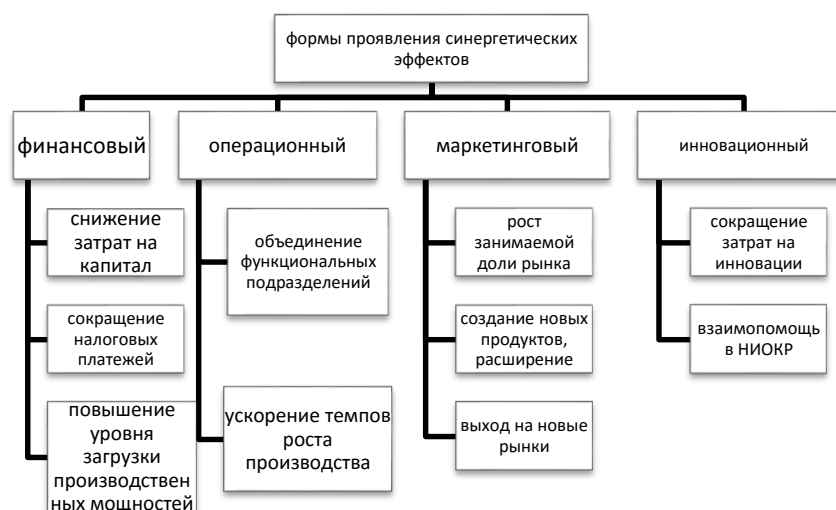 формы проявления синергетических
эффектов
финансовый
снижение
затрат на
капитал
сокращение
налоговых
платежей
повышение
уровня
загрузки
производствен
ных мощностей
операционный
объединение
функциональных
подразделений
ускорение темпов
роста
производства
маркетинговый
рост
занимаемой
доли рынка
создание новых
продуктов,
расширение
выход на новые
рынки
инновационный
сокращение
затрат на
инновации
взаимопомощь
в НИОКР